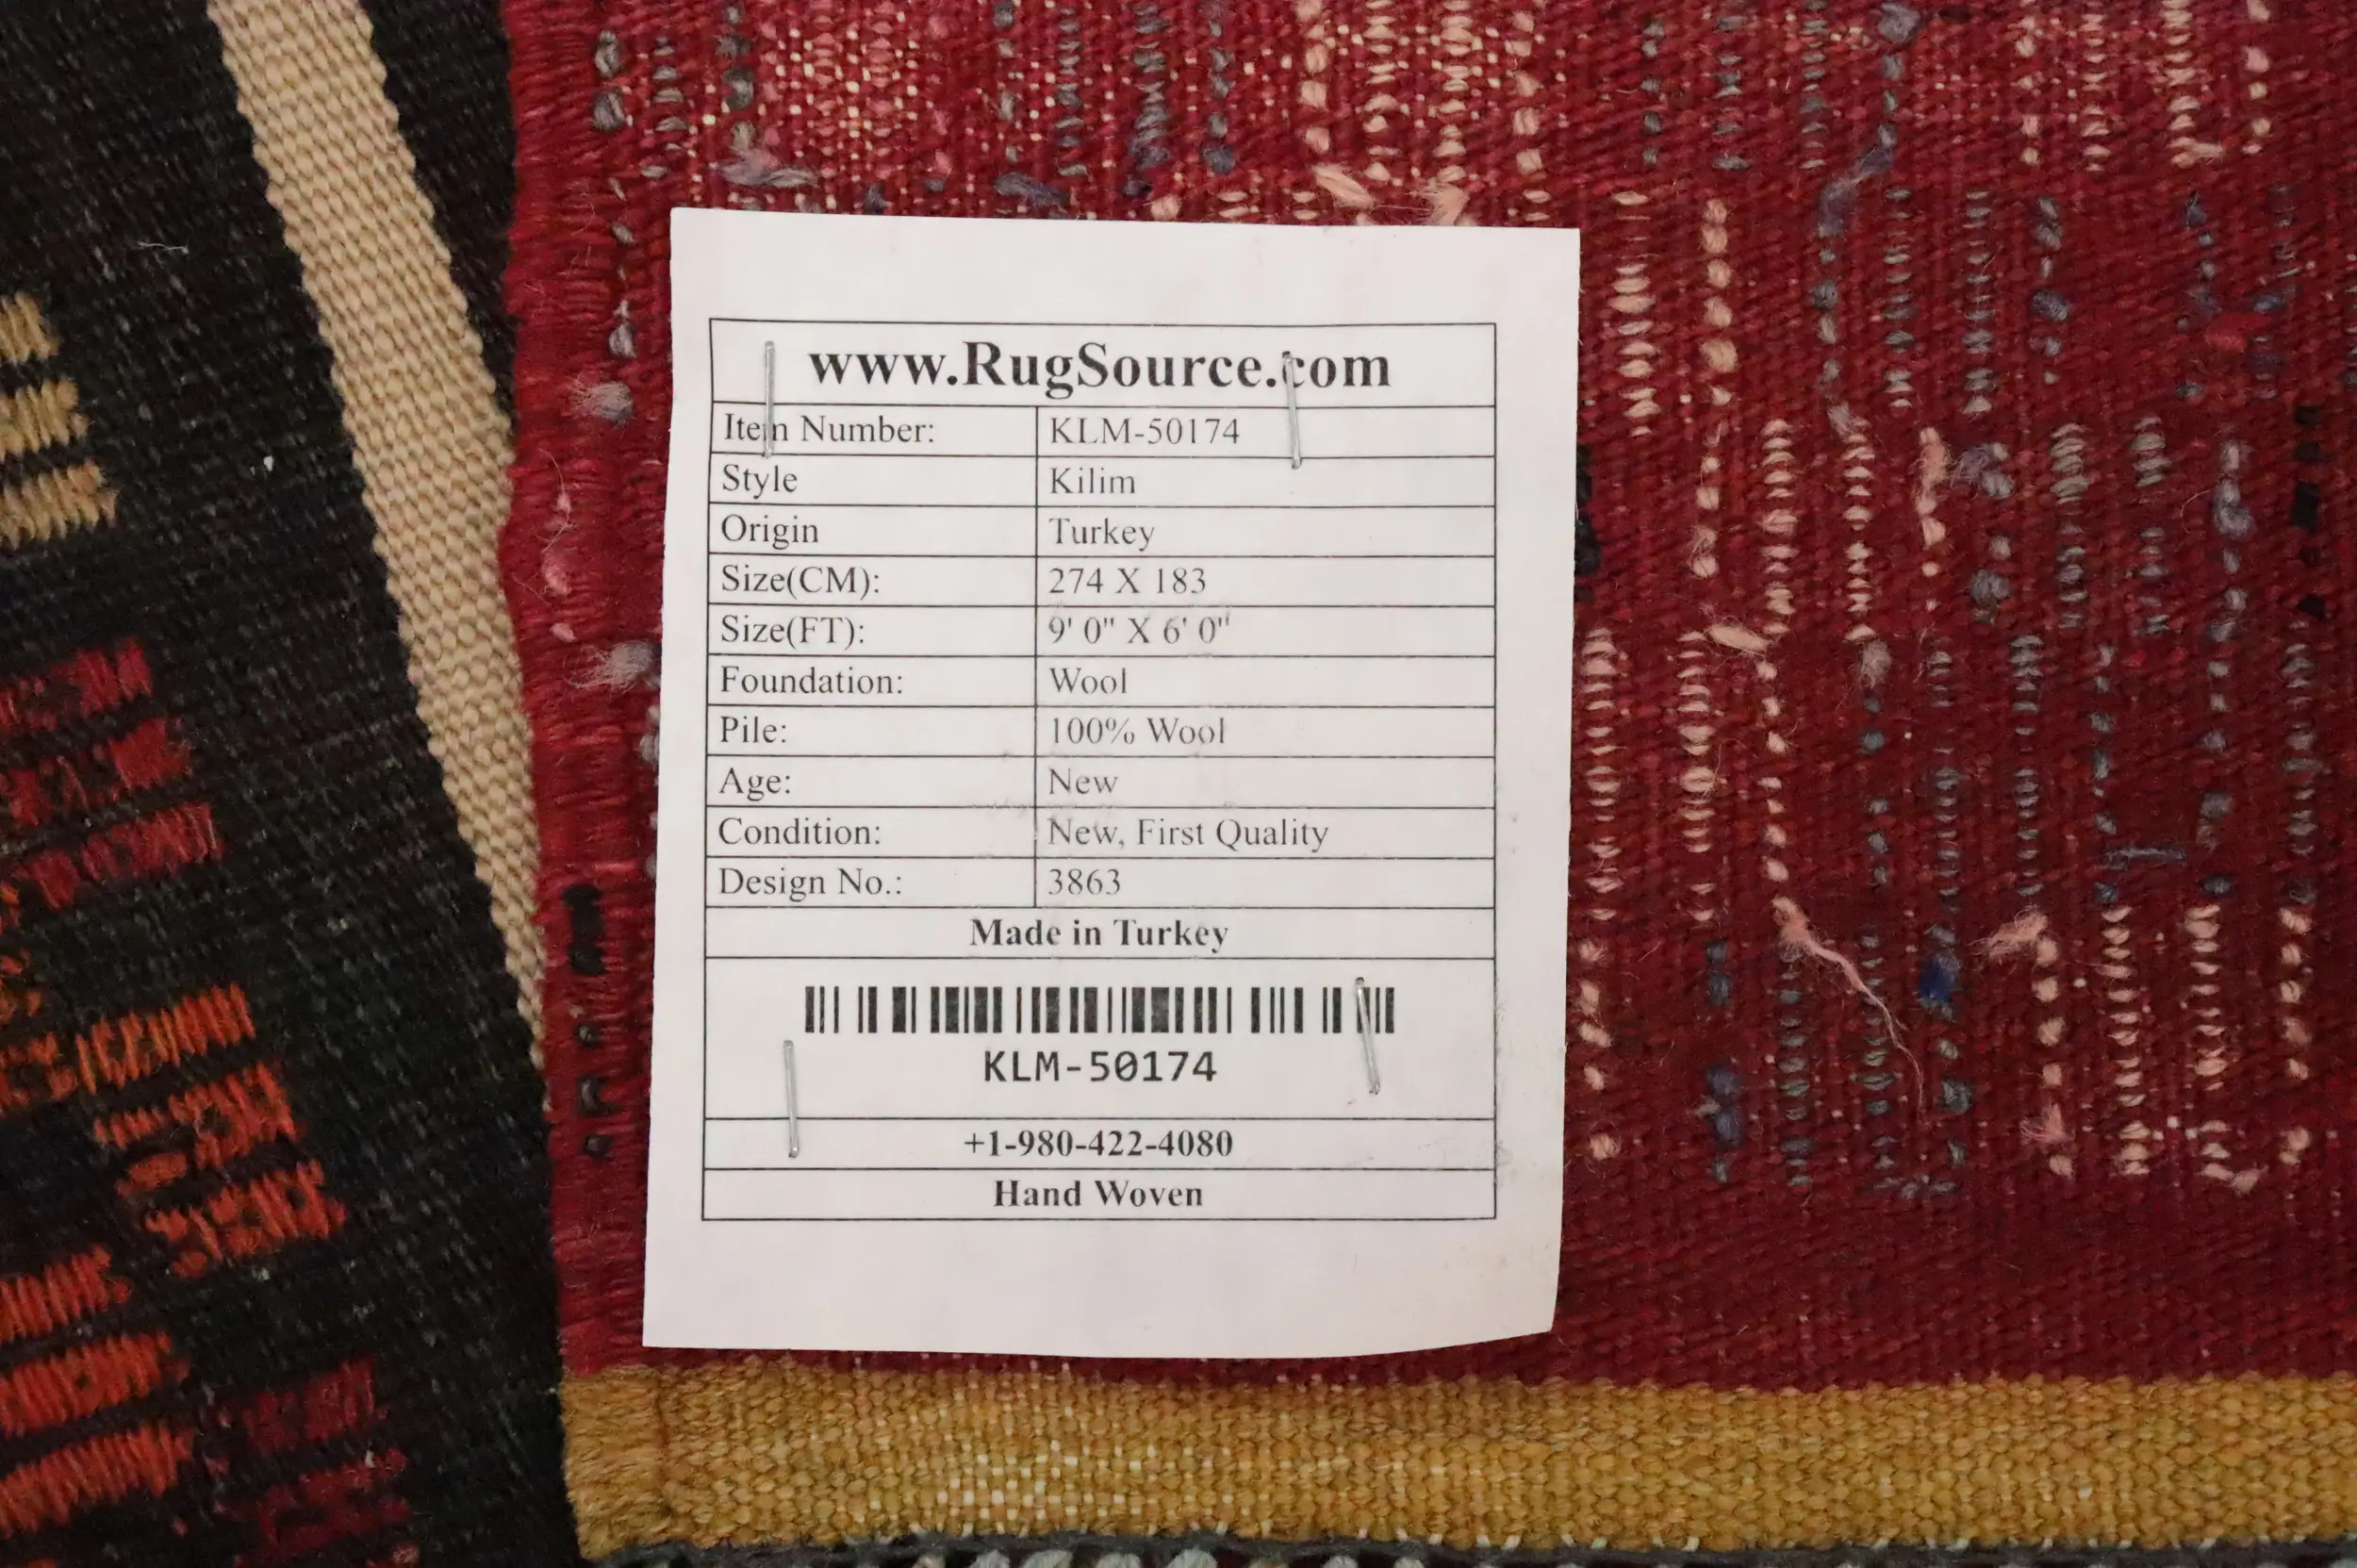 www.RugSource.com
Item Number: KLM-50174
Style Kilim
Origin Turkey
Size(CM): 274 X 183
Size(FT): 9' 0" X 6' 0"
Foundation: Wool
Pile: 100% Wool
Age: New
Condition: New, First Quality
Design No.: 3863
Made in Turkey
KLM-50174
+1-980-422-4080
Hand Woven